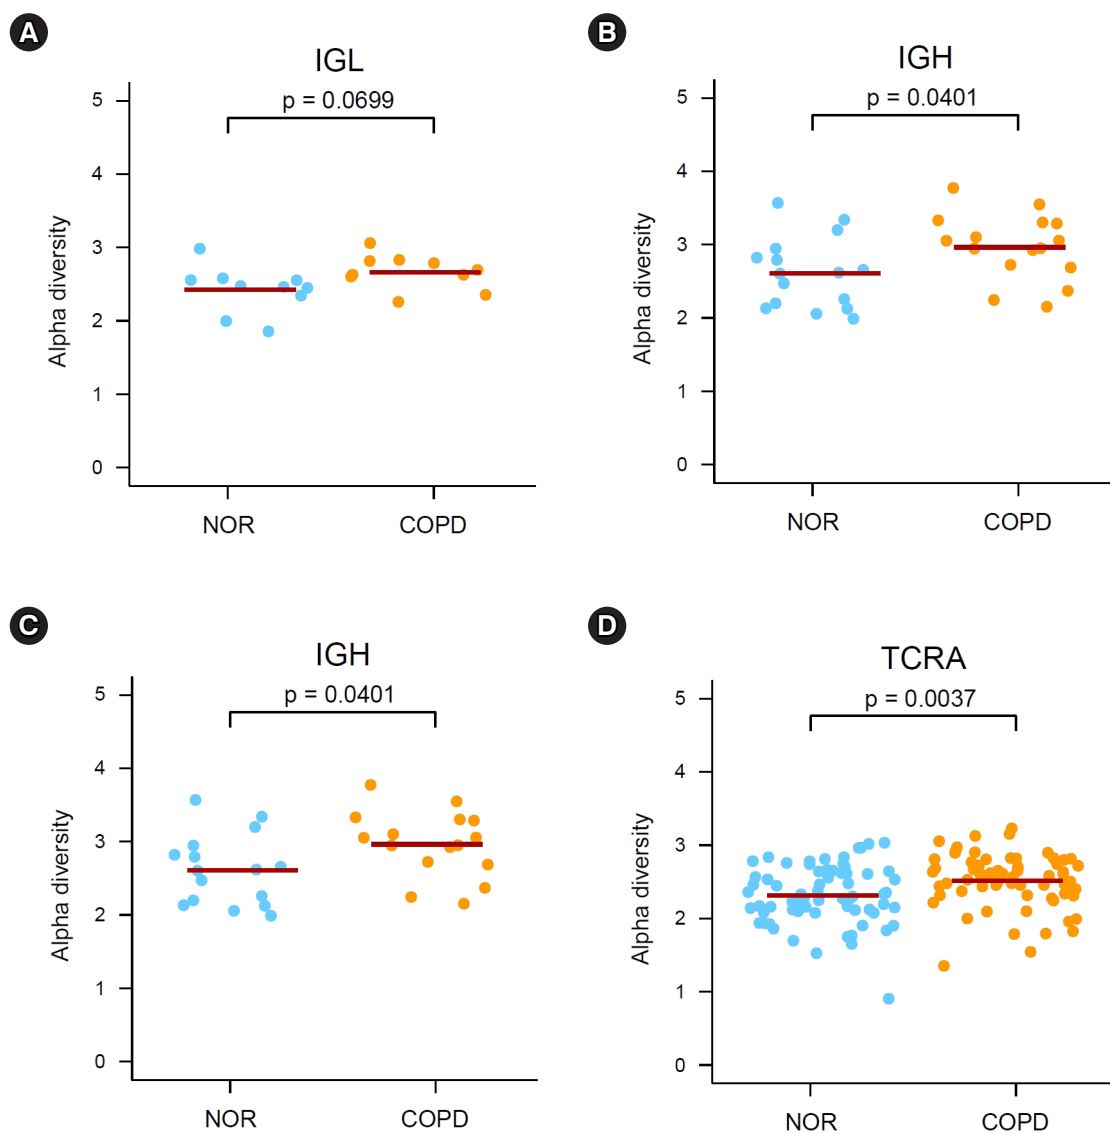 A
IGL
p = 0.0699
5
4
3
2
1
0
Alpha diversity
NOR COPD
B
IGH
p = 0.0401
5
4
3
2
1
0
Alpha diversity
NOR COPD
C
IGH
p = 0.0401
5
4
3
2
1
0
Alpha diversity
NOR COPD
D
TCRA
p = 0.0037
5
4
3
2
1
0
Alpha diversity
NOR COPD